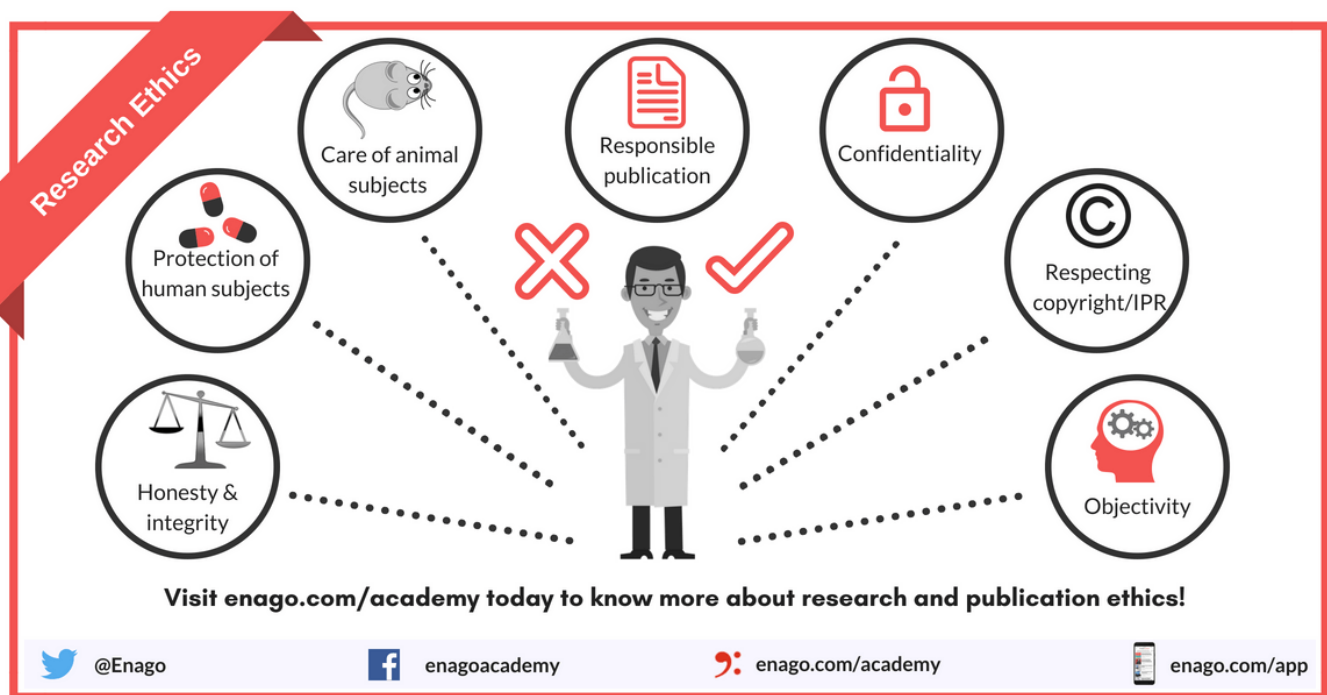 Research Ethics
Care of animal
subjects
Responsible
publication
Confidentiality
Protection of
human subjects
©
Respecting
copyright/IPR
Honesty &
integrity
Objectivity
Visit enago.com/academy today to know more about research and publication ethics!
@Enago
enagoacademy
enago.com/academy
enago.com/app